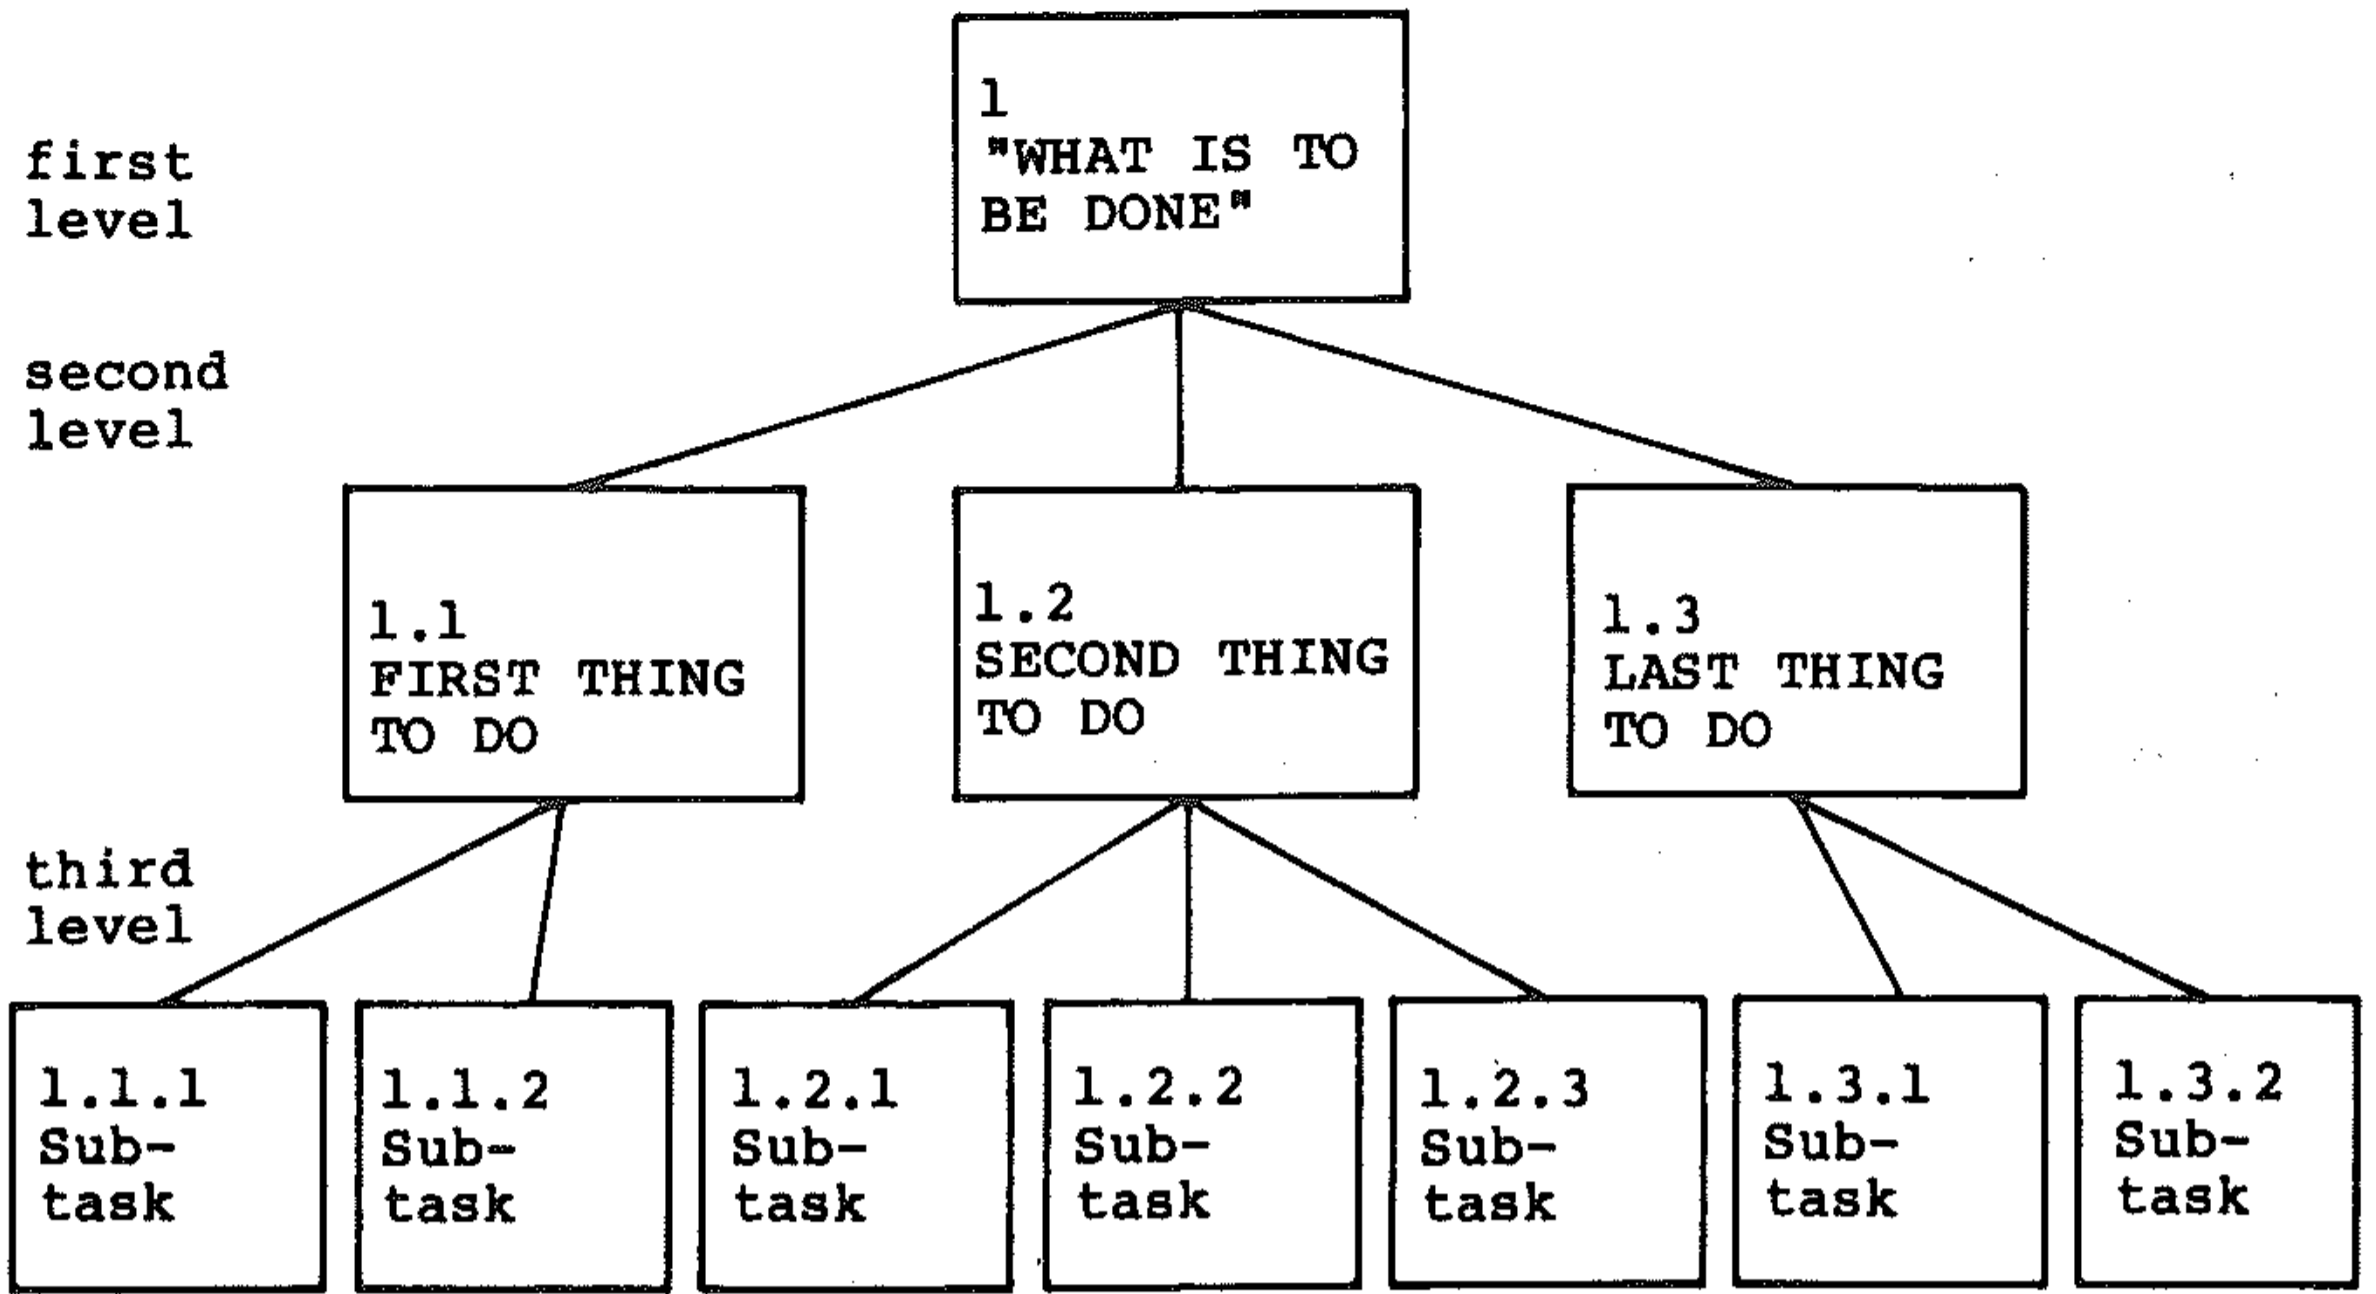 first
level
1
"WHAT IS TO
BE DONE"
second
level
1.1
FIRST THING
TO DO
1.2
SECOND THING
TO DO
1.3
LAST THING
TO DO
third
level
1.1.1
Sub-
task
1.1.2
Sub-
task
1.2.1
Sub-
task
1.2.2
Sub-
task
1.2.3
Sub-
task
1.3.1
Sub-
task
1.3.2
Sub-
task